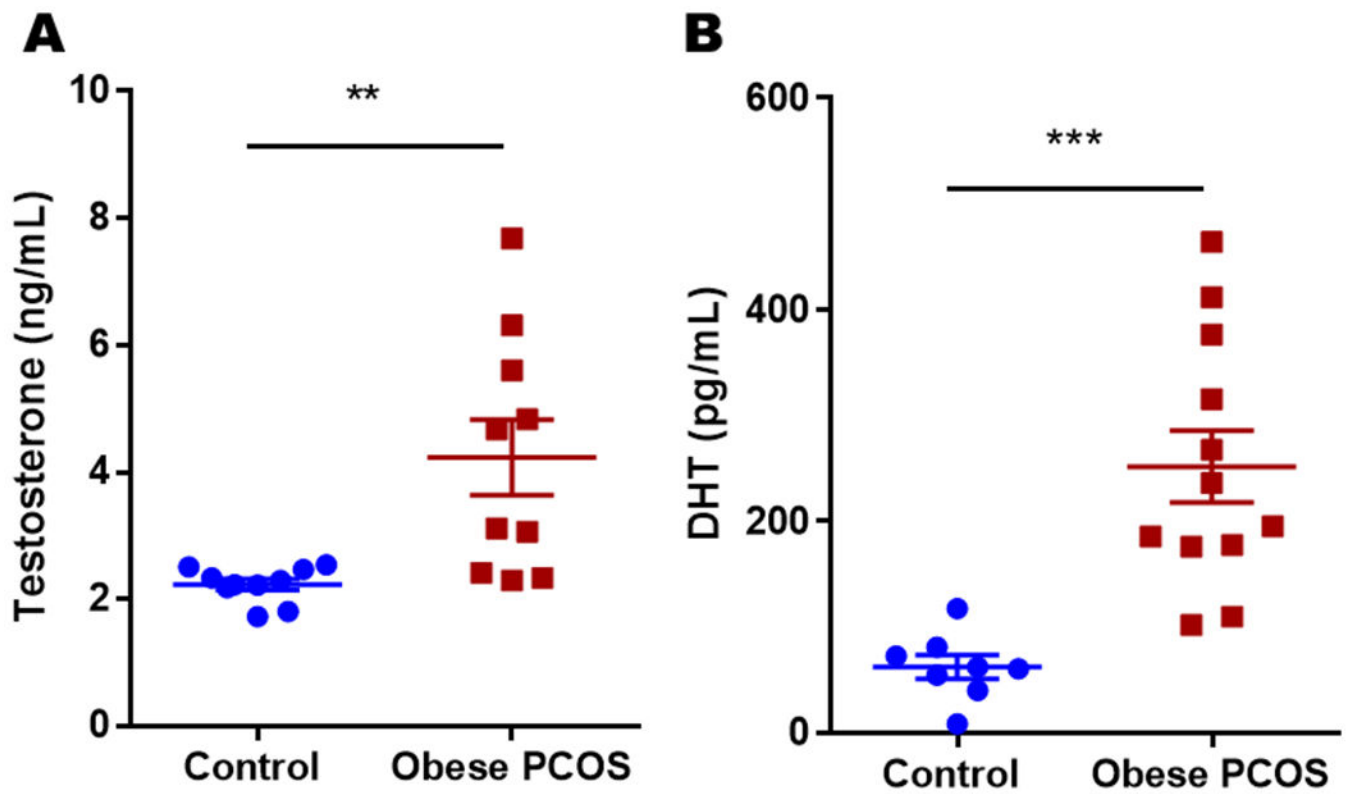 A
Testosterone (ng/mL)
10
8
6
4
2
0
**
Control
Obese PCOS
B
DHT (pg/mL)
600
400
200
0
***
Control
Obese PCOS